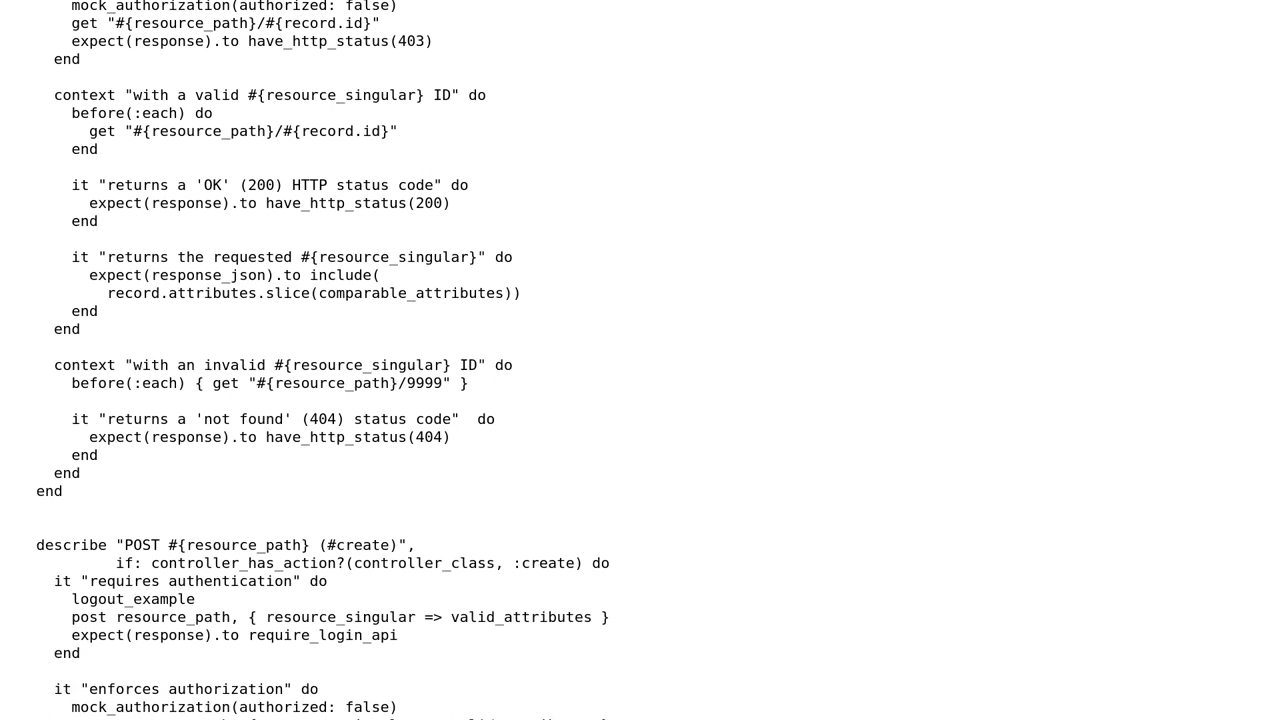 mock_authorization(authorized: false)
    get "#{resource_path}/#{record.id}"
    expect(response).to have_http_status(403)
  end

  context "with a valid #{resource_singular} ID" do
    before(:each) do
      get "#{resource_path}/#{record.id}"
    end

    it "returns a 'OK' (200) HTTP status code" do
      expect(response).to have_http_status(200)
    end

    it "returns the requested #{resource_singular}" do
      expect(response_json).to include(
        record.attributes.slice(comparable_attributes))
    end
  end

  context "with an invalid #{resource_singular} ID" do
    before(:each) { get "#{resource_path}/9999" }

    it "returns a 'not found' (404) status code"  do
      expect(response).to have_http_status(404)
    end
  end
end


describe "POST #{resource_path} (#create)",
         if: controller_has_action?(controller_class, :create) do
  it "requires authentication" do
    logout_example
    post resource_path, { resource_singular => valid_attributes }
    expect(response).to require_login_api
  end

  it "enforces authorization" do
    mock_authorization(authorized: false)